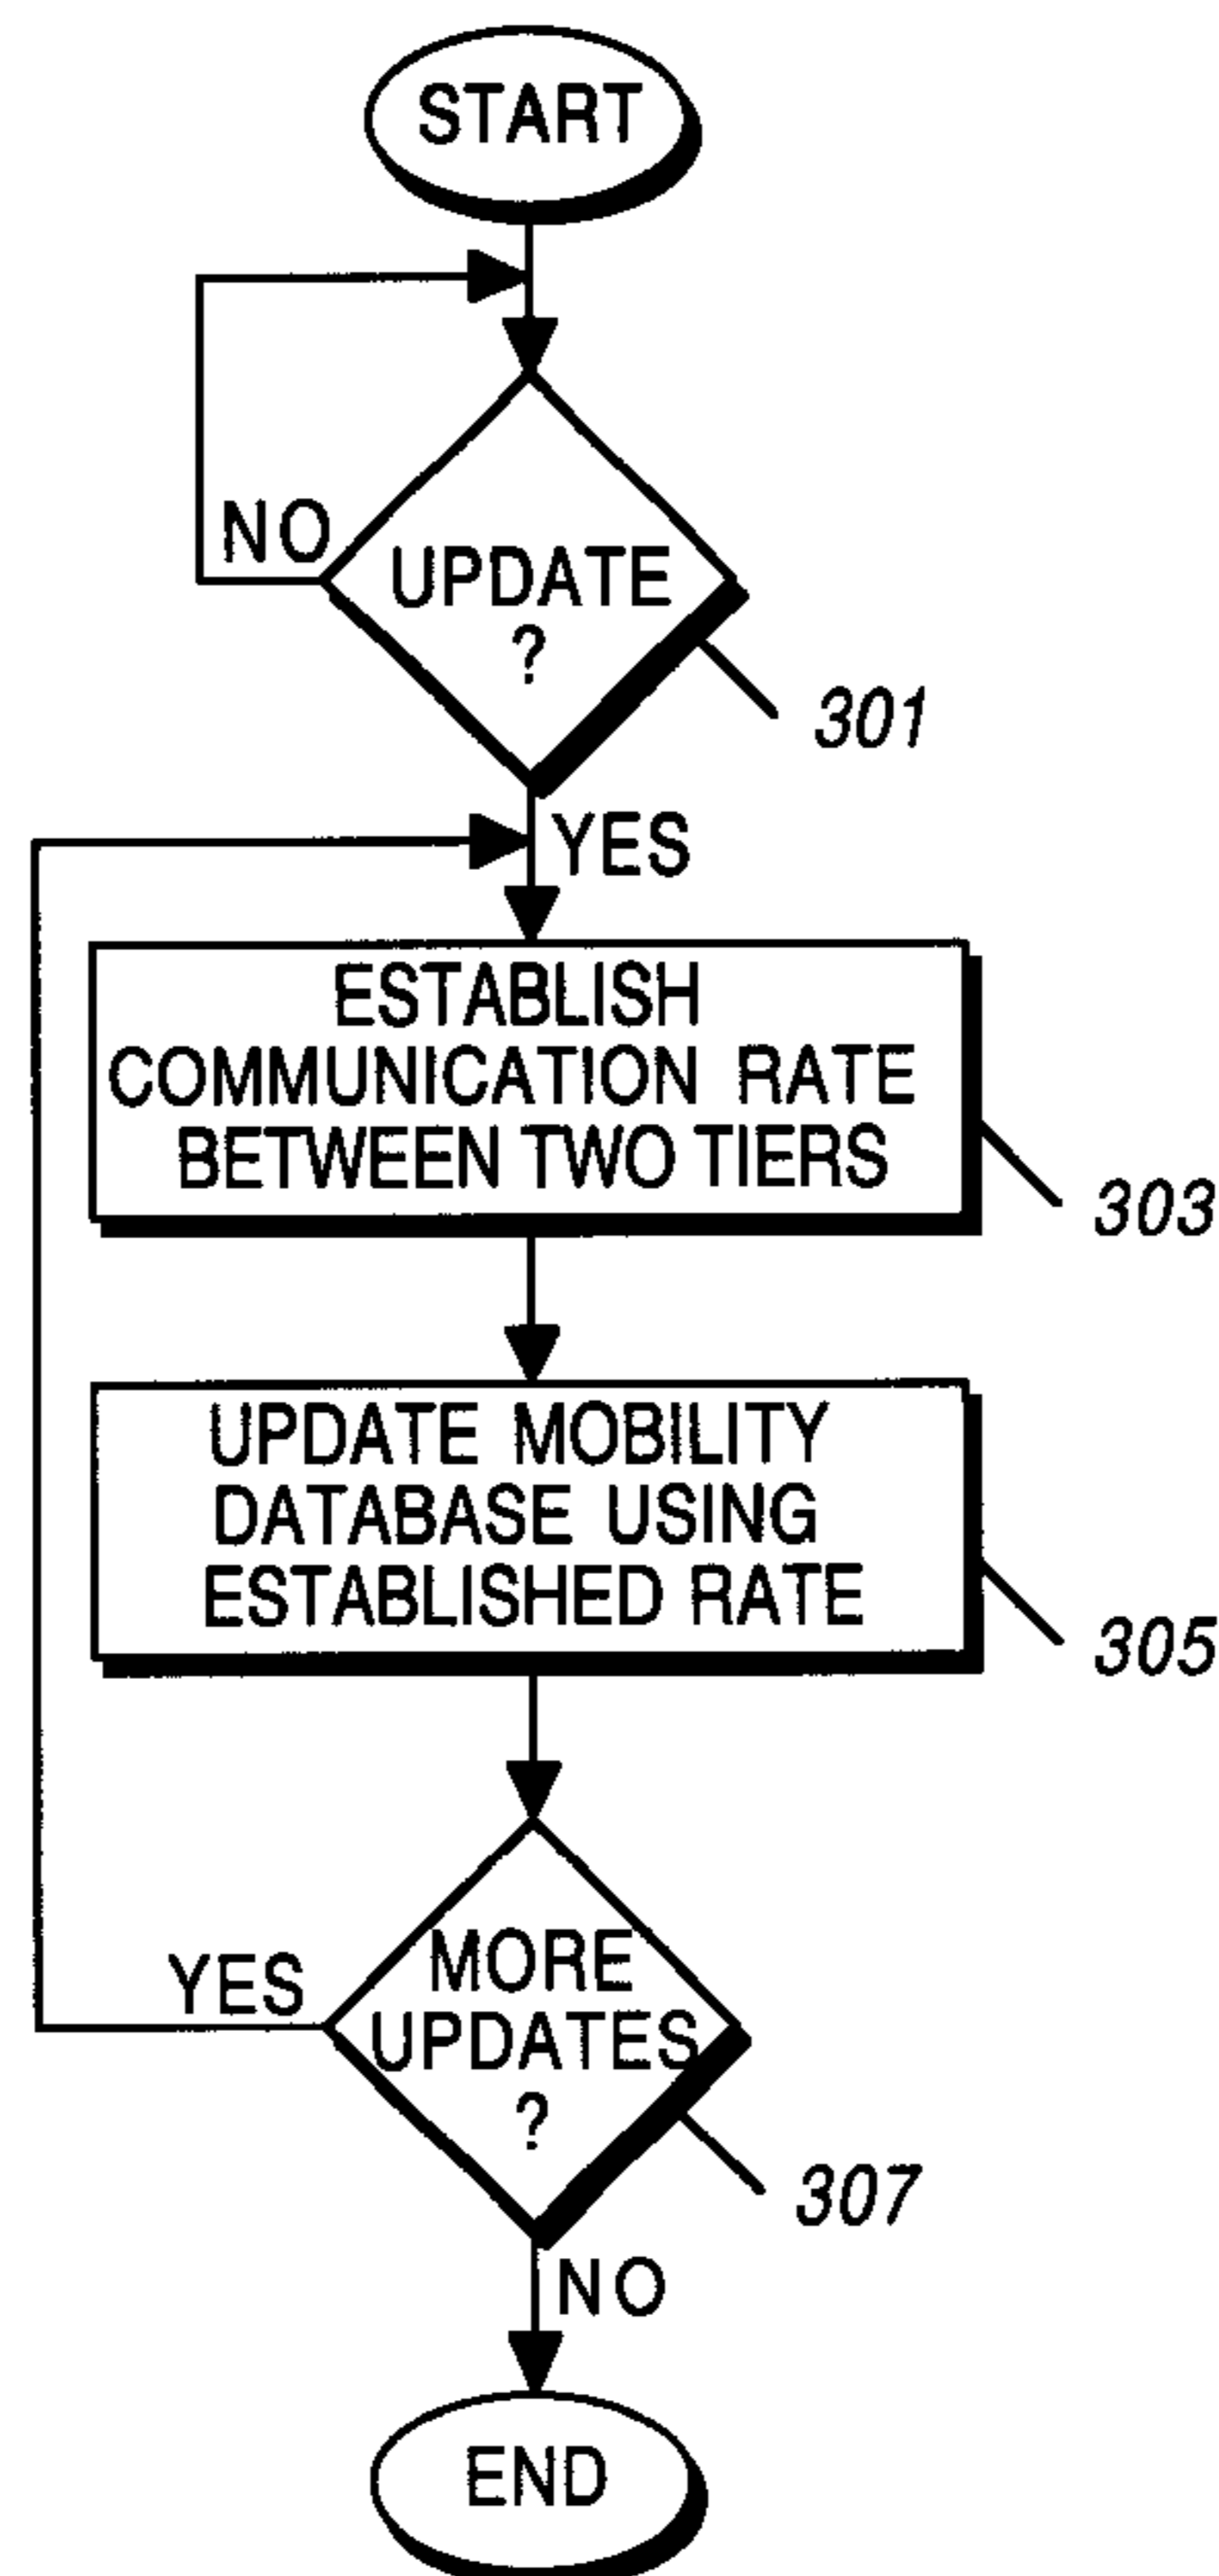 START
NO
UPDATE
?
301
YES
ESTABLISH
COMMUNICATION RATE
BETWEEN TWO TIERS
303
UPDATE MOBILITY
DATABASE USING
ESTABLISHED RATE
305
YES
MORE
UPDATES
?
307
NO
END